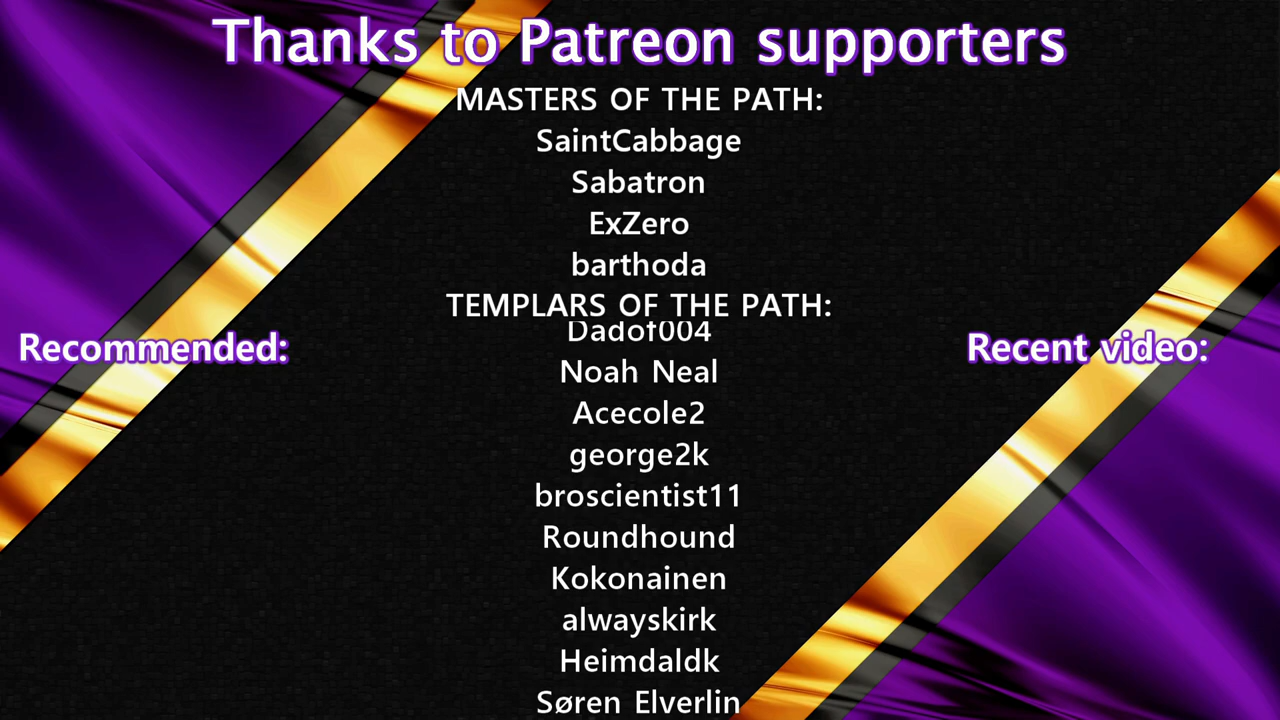 Thanks to Patreon supporters
MASTERS OF THE PATH:
SaintCabbage
Sabatron
ExZero
barthoda
TEMPLARS OF THE PATH:
Dadof004
Recommended:
Recent video:
Noah Neal
Acecole2
george2k
broscientist11
Roundhound
Kokonainen
alwayskirk
Heimdaldk
Søren Elverlin